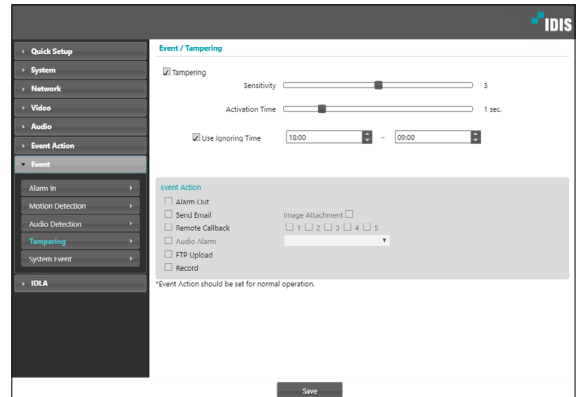 IDIS
Quick Setup
System
Network
Video
Audio
Event Action
Event
Alarm In
Motion Detection
Audio Detection
Tampering
System Event
IDLA
Event / Tampering
Tampering
Sensitivity 3
Activation Time 1 sec.
Use Ignoring Time 18:00 ~ 09:00
Event Action
Alarm Out
Send Email Image Attachment
Remote Callback 1 2 3 4 5
Audio Alarm
FTP Upload
Record
*Event Action should be set for normal operation.
Save